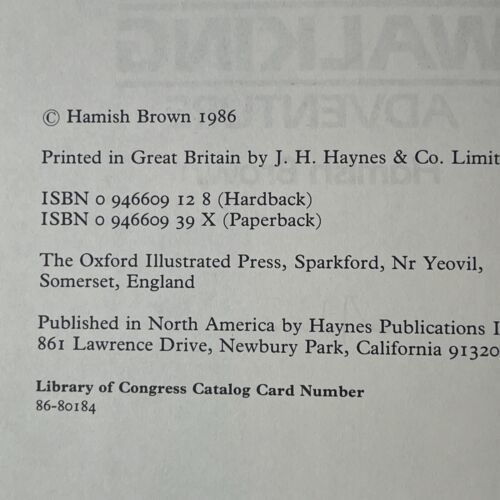 © Hamish Brown 1986
Printed in Great Britain by J. H. Haynes & Co. Limit
ISBN 0 946609 12 8 (Hardback)
ISBN 0 946609 39 X (Paperback)
The Oxford Illustrated Press, Sparkford, Nr Yeovil,
Somerset, England
Published in North America by Haynes Publications I
861 Lawrence Drive, Newbury Park, California 91320
Library of Congress Catalog Card Number
86-80184